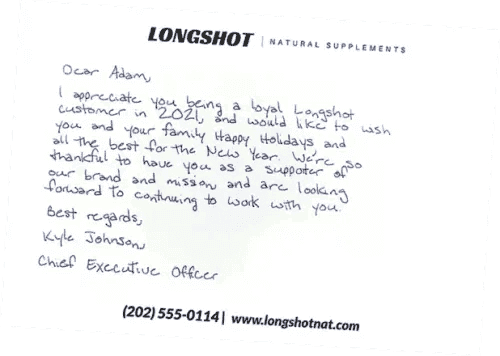 LONGSHOT | NATURAL SUPPLEMENTS
Dear Adam,
I appreciate you being a loyal Longshot
customer in 2021, and would like to wish
you and your family Happy Holidays and
all the best for the New Year. We're so
thankful to have you as a suppoter of
our brand and mission and are looking
forward to continuing to work with you.
Best regards,
Kyle Johnson,
Chief Executive Officer
(202) 555-0114 | www.longshotnat.com